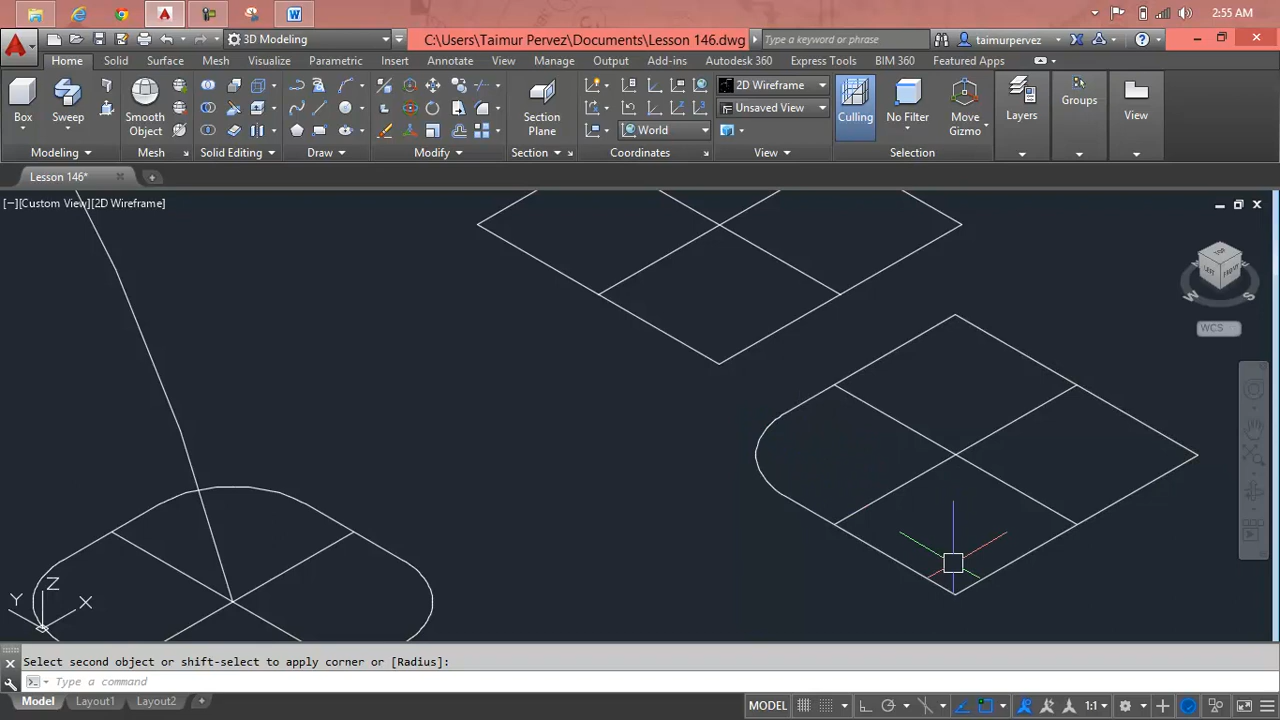 2:55 AM
3D Modeling
C:\Users\Taimur Pervez\Documents\Lesson 146.dwg
Type a keyword or phrase
taimurpervez
Home Solid Surface Mesh Visualize Parametric Insert Annotate View Manage Output Add-ins Autodesk 360 Express Tools BIM 360 Featured Apps
Box
Sweep
Smooth Object
Section Plane
World
2D Wireframe
Unsaved View
Culling
No Filter
Move Gizmo
Layers
Groups
View
Modeling Mesh Solid Editing Draw Modify Section Coordinates View Selection
Lesson 146*
[−][Custom View][2D Wireframe]
TOP
LEFT FRONT
W S
WCS
Z
Y X
Select second object or shift-select to apply corner or [Radius]:
Type a command
Model Layout1 Layout2 +
MODEL 1:1